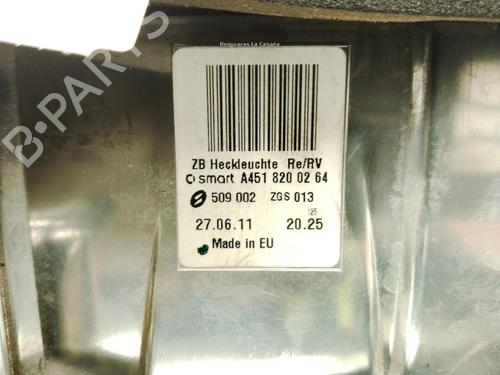 Desguaces La Cabaña
ZB Heckleuchte Re/RV
smart A451 820 02 64
509 002 ZGS 013
125
27.06.11 20.25
Made in EU
B-PARTS